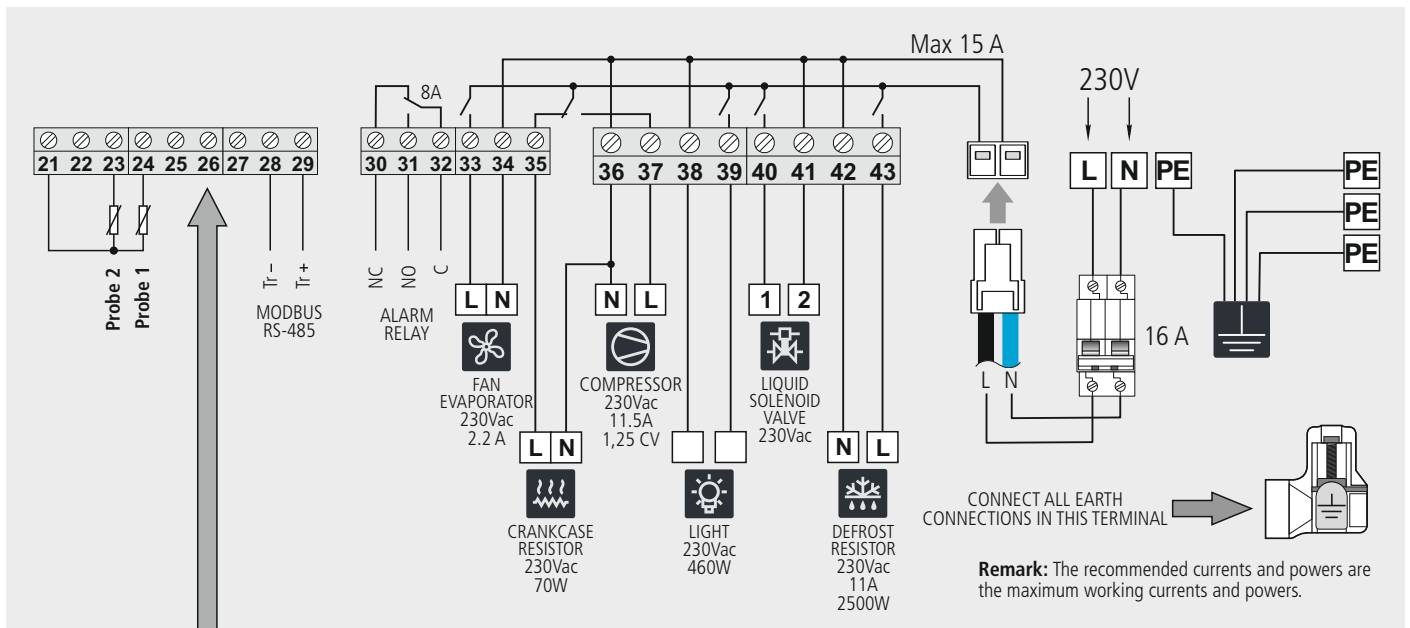 Max 15 A
230V
8A
21 22 23 24 25 26 27 28 29
30 31 32 33 34 35
36 37 38 39 40 41 42 43
L N PE
PE
PE
PE
Probe 2
Probe 1
Tr –
Tr +
MODBUS
RS-485
NC
NO
C
ALARM
RELAY
L N
FAN
EVAPORATOR
230Vac
2.2 A
N L
COMPRESSOR
230Vac
11.5A
1,25 CV
1 2
LIQUID
SOLENOID
VALVE
230Vac
L N
16 A
L N
CRANKCASE
RESISTOR
230Vac
70W
LIGHT
230Vac
460W
N L
DEFROST
RESISTOR
230Vac
11A
2500W
CONNECT ALL EARTH
CONNECTIONS IN THIS TERMINAL
Remark: The recommended currents and powers are
the maximum working currents and powers.